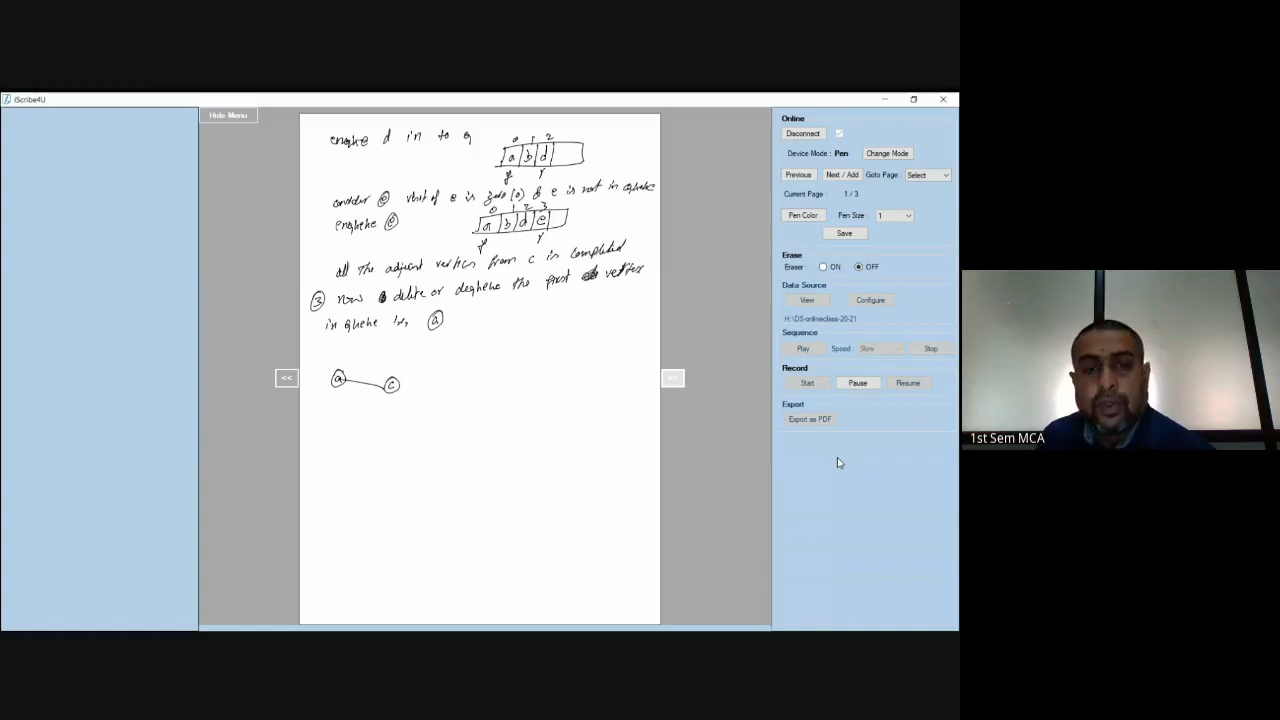 iScribe4U
Hide Menu
enqueue d in to q
0 1 2
a b d
f r
consider e visit of e is zero [0] & e is not in queue
0 1 2 3
enqueue e
a b d e
f r
all the adjacent vertices from c is completed
3 now delete or dequeue the first vertex
in queue is, a
a c
<<
>>
Online
Disconnect
Device Mode : Pen Change Mode
Previous Next / Add Goto Page : Select
Current Page : 1 / 3
Pen Color Pen Size : 1
Save
Erase
Eraser : ON OFF
Data Source
View Configure
H:\DS-onlineclass-20-21
Sequence
Play Speed : Slow Stop
Record
Start Pause Resume
Export
Export as PDF
1st Sem MCA